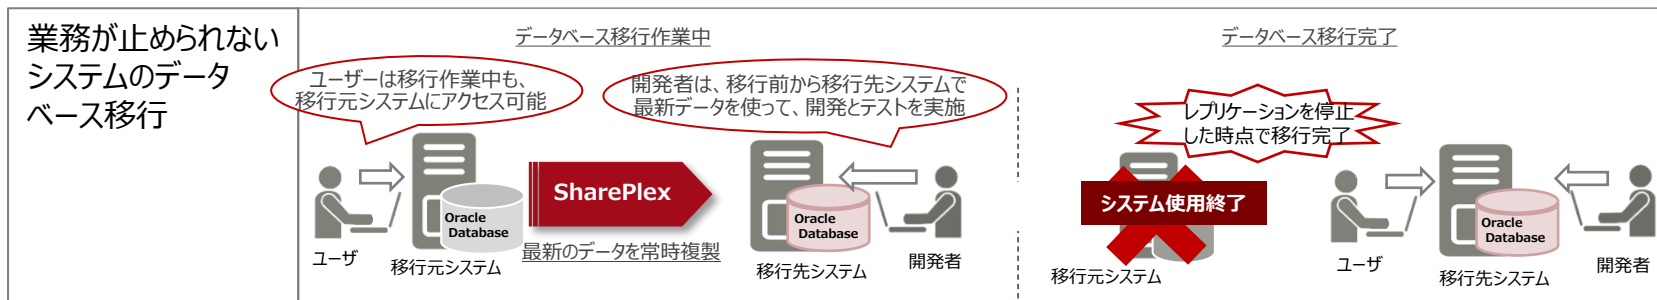 業務が止められない
システムのデータ
ベース移行
データベース移行作業中
ユーザーは移行作業中も、
移行元システムにアクセス可能
開発者は、移行前から移行先システムで
最新データを使って、開発とテストを実施
SharePlex
Oracle
Database
Oracle
Database
最新のデータを常時複製
ユーザ
移行元システム
移行先システム
開発者
データベース移行完了
レプリケーションを停止
した時点で移行完了
システム使用終了
Oracle
Database
移行元システム
ユーザ
移行先システム
開発者